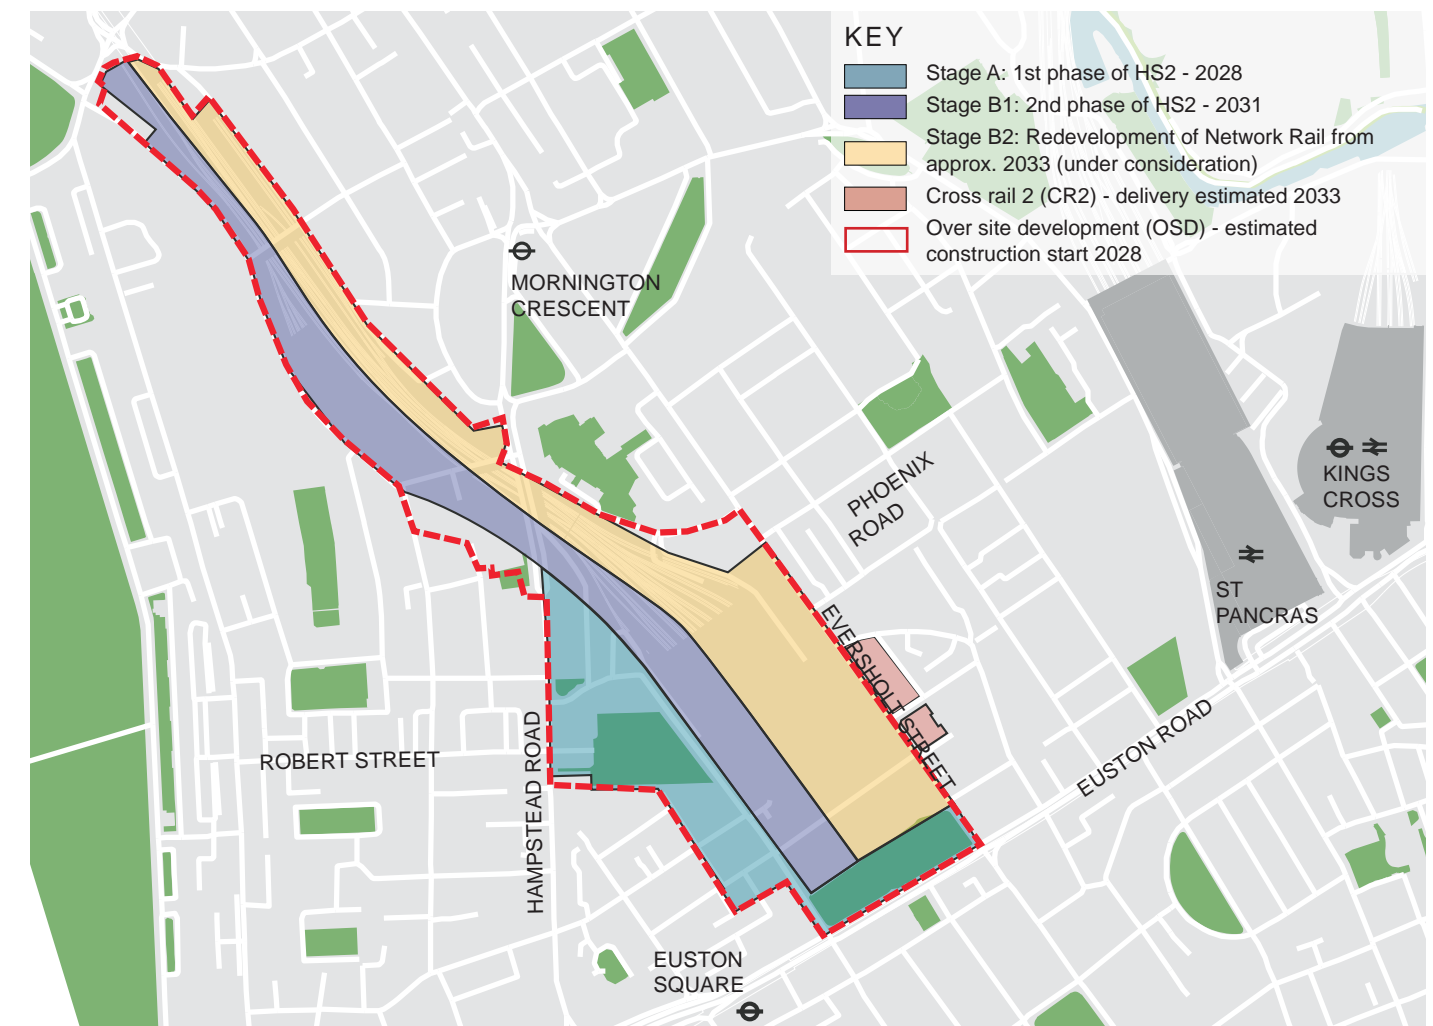 KEY
Stage A: 1st phase of HS2 - 2028
Stage B1: 2nd phase of HS2 - 2031
Stage B2: Redevelopment of Network Rail from
approx. 2033 (under consideration)
Cross rail 2 (CR2) - delivery estimated 2033
Over site development (OSD) - estimated
construction start 2028
MORNINGTON
CRESCENT
PHOENIX
ROAD
KINGS
CROSS
ST
PANCRAS
EVERSHOLT STREET
EUSTON ROAD
ROBERT STREET
HAMPSTEAD ROAD
EUSTON
SQUARE